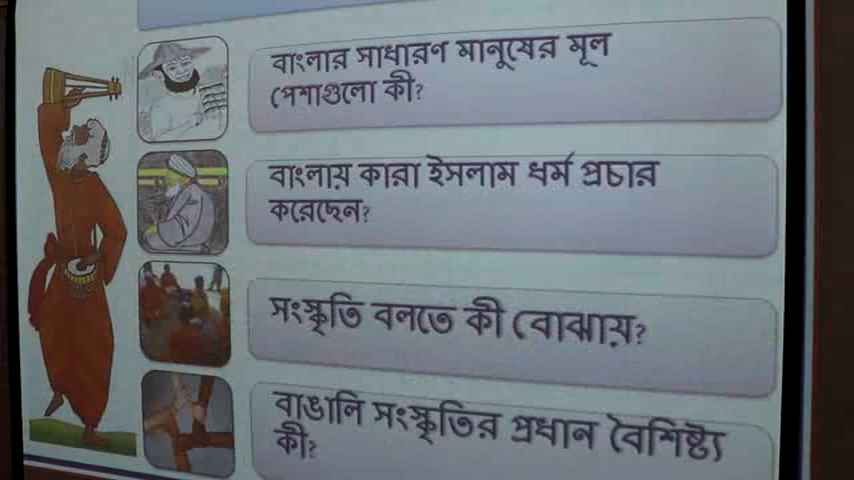 বাংলার সাধারণ মানুষের মূল
পেশাগুলো কী?
বাংলায় কারা ইসলাম ধর্ম প্রচার
করেছেন?
সংস্কৃতি বলতে কী বোঝায়?
বাঙালি সংস্কৃতির প্রধান বৈশিষ্ট্য
কী?